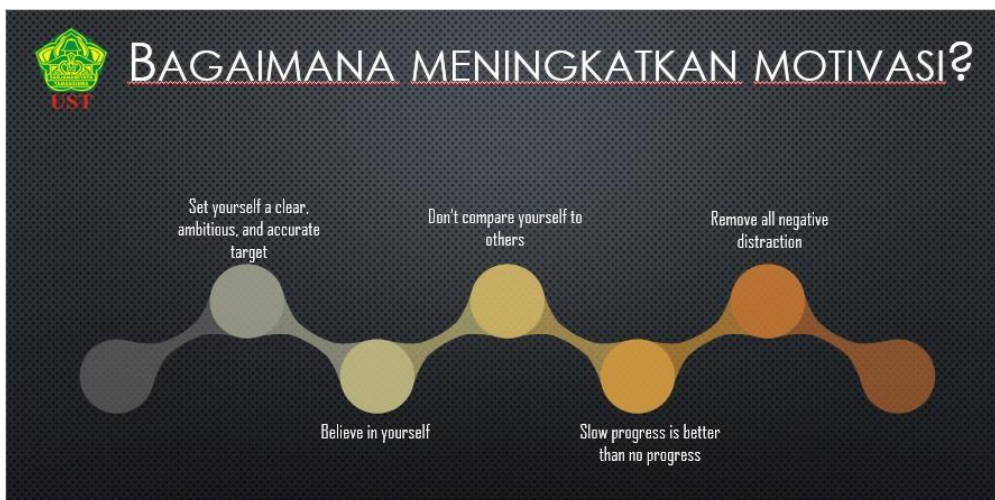 BAGAIMANA MENINGKATKAN MOTIVASI?
UST
Set yourself a clear,
ambitious, and accurate
target
Believe in yourself
Don't compare yourself to
others
Slow progress is better
than no progress
Remove all negative
distraction